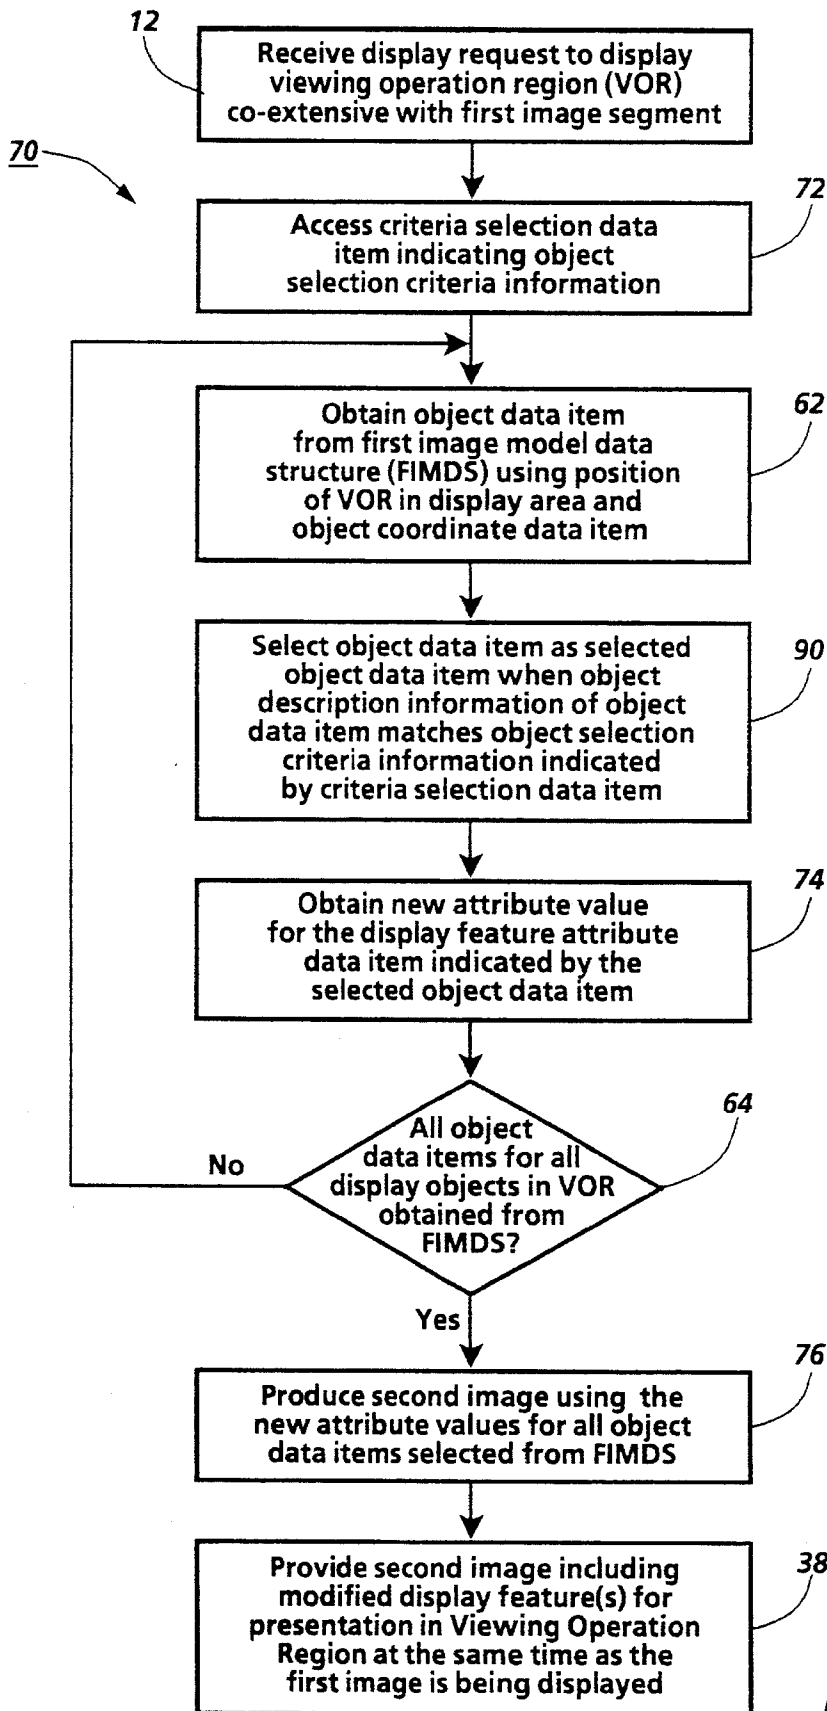 12
Receive display request to display
viewing operation region (VOR)
co-extensive with first image segment
70
72
Access criteria selection data
item indicating object
selection criteria information
62
Obtain object data item
from first image model data
structure (FIMDS) using position
of VOR in display area and
object coordinate data item
90
Select object data item as selected
object data item when object
description information of object
data item matches object selection
criteria information indicated
by criteria selection data item
74
Obtain new attribute value
for the display feature attribute
data item indicated by the
selected object data item
64
All object
data items for all
display objects in VOR
obtained from
FIMDS?
No
Yes
76
Produce second image using the
new attribute values for all object
data items selected from FIMDS
38
Provide second image including
modified display feature(s) for
presentation in Viewing Operation
Region at the same time as the
first image is being displayed